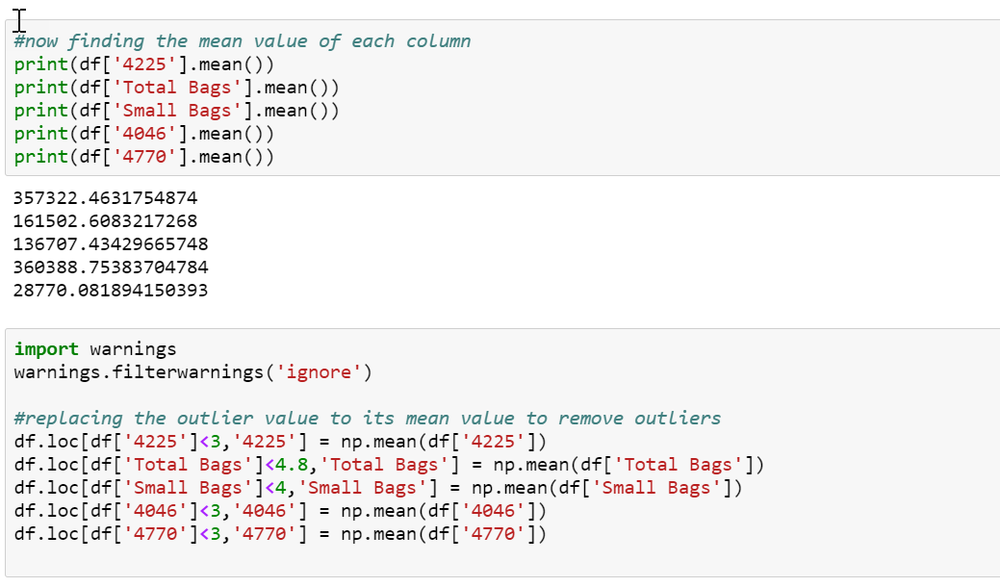 #now finding the mean value of each column
print(df['4225'].mean())
print(df['Total Bags'].mean())
print(df['Small Bags'].mean())
print(df['4046'].mean())
print(df['4770'].mean())
357322.4631754874
161502.6083217268
136707.43429665748
360388.75383704784
28770.081894150393
import warnings
warnings.filterwarnings('ignore')
#replacing the outlier value to its mean value to remove outliers
df.loc[df['4225']<3,'4225'] = np.mean(df['4225'])
df.loc[df['Total Bags']<4.8,'Total Bags'] = np.mean(df['Total Bags'])
df.loc[df['Small Bags']<4,'Small Bags'] = np.mean(df['Small Bags'])
df.loc[df['4046']<3,'4046'] = np.mean(df['4046'])
df.loc[df['4770']<3,'4770'] = np.mean(df['4770'])